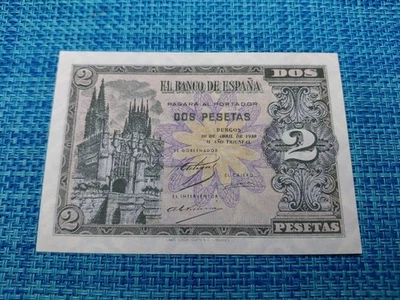 DOS
EL BANCO DE ESPAÑA
2
PAGARÁ AL PORTADOR
DOS PESETAS
BURGOS
30 DE ABRIL DE 1938
II AÑO TRIUNFAL
EL GOBERNADOR
EL CAJERO
EL INTERVENTOR
2
2
PESETAS